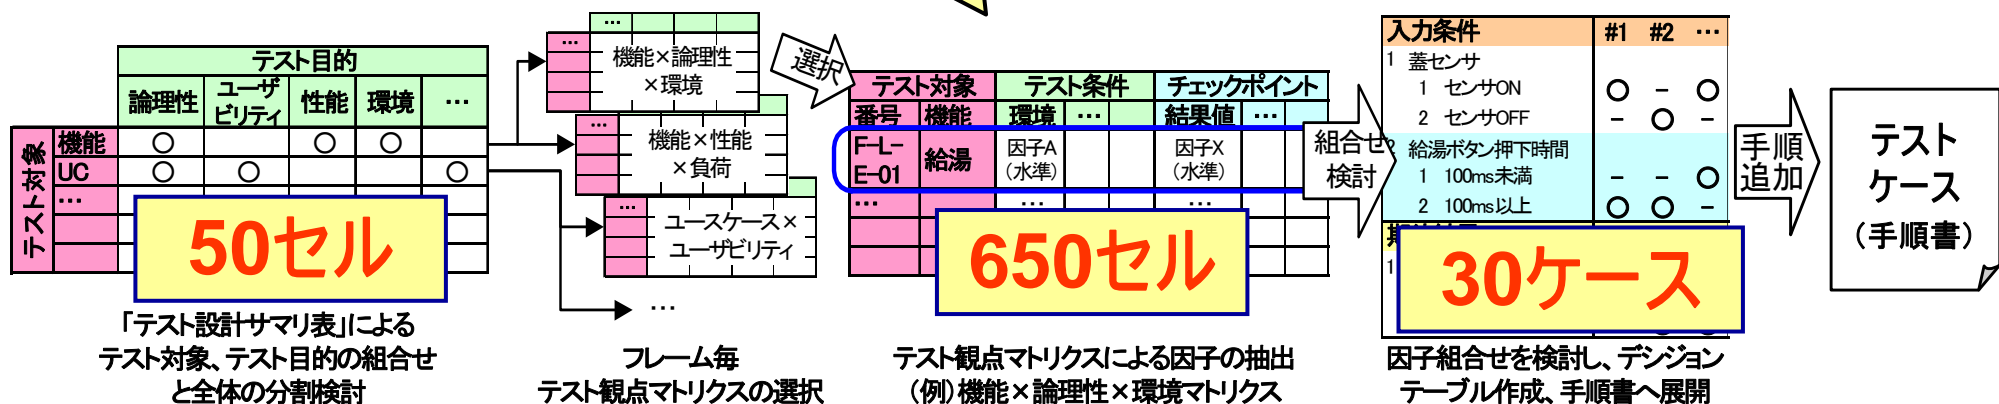 テスト目的
論理性
ユーザ
ビリティ
性能
環境
…
テスト対象
機能 ○ ○ ○
UC ○ ○ ○
…
50セル
「テスト設計サマリ表」による
テスト対象、テスト目的の組合せ
と全体の分割検討
…
…
機能×論理性
×環境
…
機能×性能
×負荷
…
ユースケース×
ユーザビリティ
…
フレーム毎
テスト観点マトリクスの選択
選択
テスト対象 テスト条件 チェックポイント
番号 機能 環境 … 結果値 …
F-L-
E-01
給湯
因子A
(水準)
因子X
(水準)
… … …
650セル
テスト観点マトリクスによる因子の抽出
(例)機能×論理性×環境マトリクス
組合せ
検討
入力条件 #1 #2 …
1 蓋センサ
1 センサON ○ - ○
2 センサOFF - ○ -
2 給湯ボタン押下時間
1 100ms未満 - - ○
2 100ms以上 ○ ○ -
1
30ケース
因子組合せを検討し、デシジョン
テーブル作成、手順書へ展開
手順
追加
テスト
ケース
(手順書)